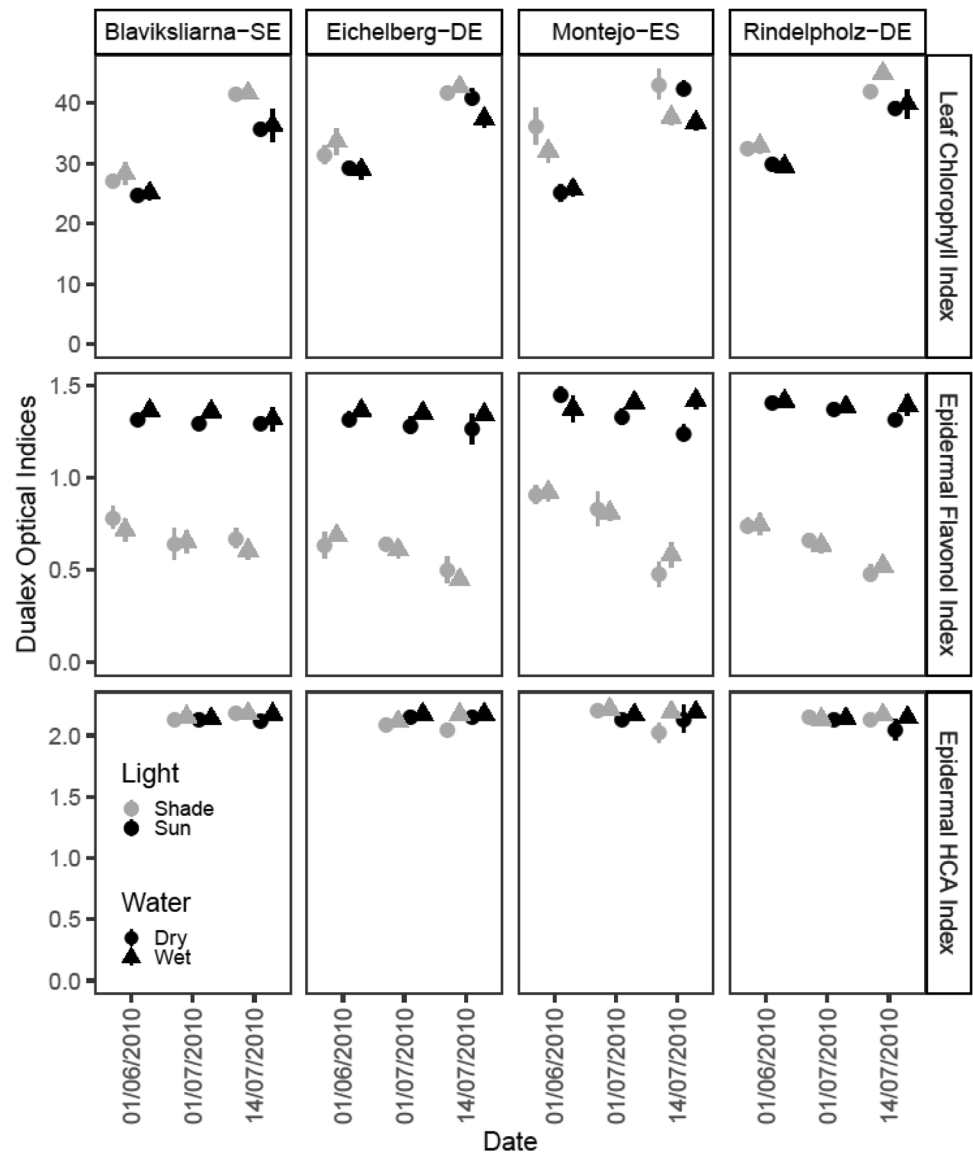 Blaviksliarna−SE
Eichelberg−DE
Montejo−ES
Rindelpholz−DE
Dualex Optical Indices
40
30
20
10
0
Leaf Chlorophyll Index
1.5
1.0
0.5
0.0
Epidermal Flavonol Index
2.0
1.5
1.0
0.5
0.0
Epidermal HCA Index
Light
Shade
Sun
Water
Dry
Wet
01/06/2010
01/07/2010
14/07/2010
01/06/2010
01/07/2010
14/07/2010
01/06/2010
01/07/2010
14/07/2010
01/06/2010
01/07/2010
14/07/2010
Date